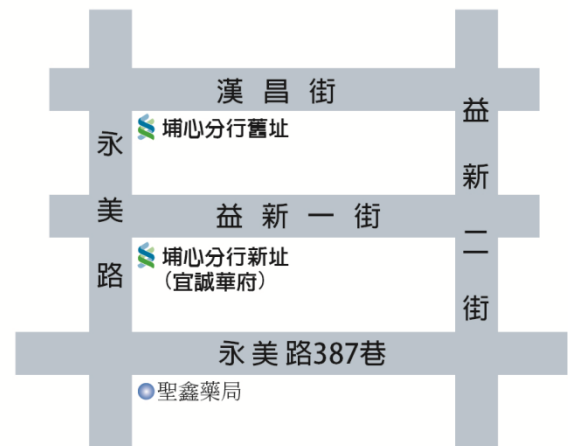 漢昌街
埔心分行舊址
永美路
益新二街
益新一街
埔心分行新址
（宜誠華府）
永美路387巷
聖鑫藥局